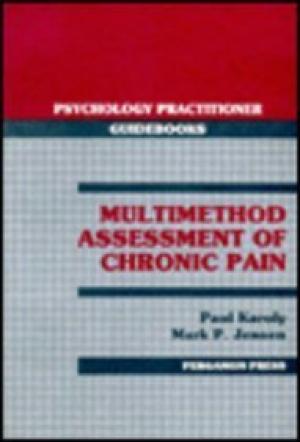 PSYCHOLOGY PRACTITIONER
GUIDEBOOKS
MULTIMETHOD
ASSESSMENT OF
CHRONIC PAIN
Paul Karoly
Mark P. Jensen
PERGAMON PRESS